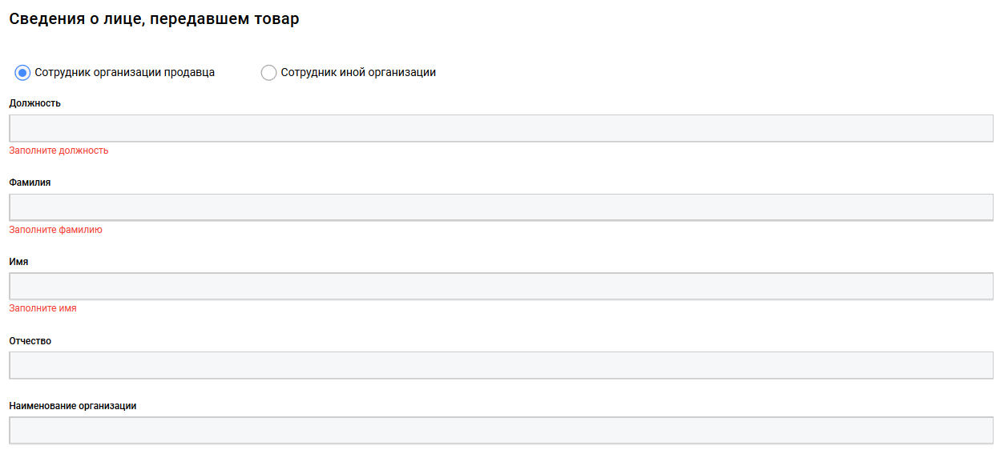 Сведения о лице, передавшем товар
Сотрудник организации продавца Сотрудник иной организации
Должность
Заполните должность
Фамилия
Заполните фамилию
Имя
Заполните имя
Отчество
Наименование организации